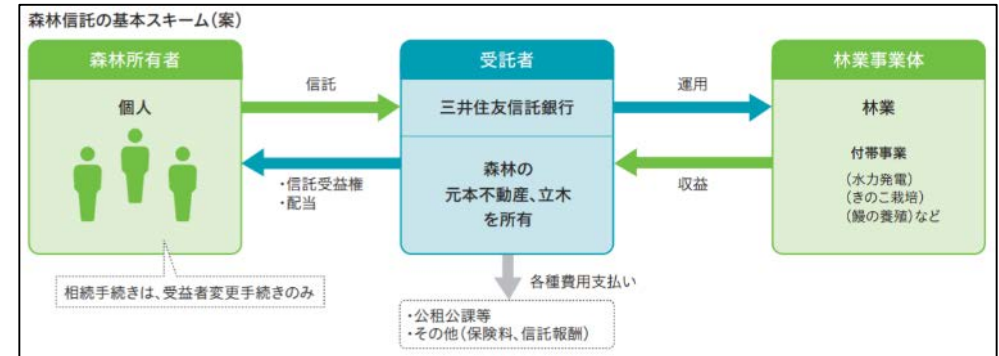 森林信託の基本スキーム(案)
森林所有者
個人
相続手続きは、受益者変更手続きのみ
信託
・信託受益権
・配当
受託者
三井住友信託銀行
森林の
元本不動産、立木
を所有
各種費用支払い
・公租公課等
・その他(保険料、信託報酬)
運用
収益
林業事業体
林業
付帯事業
(水力発電)
(きのこ栽培)
(鰻の養殖)など